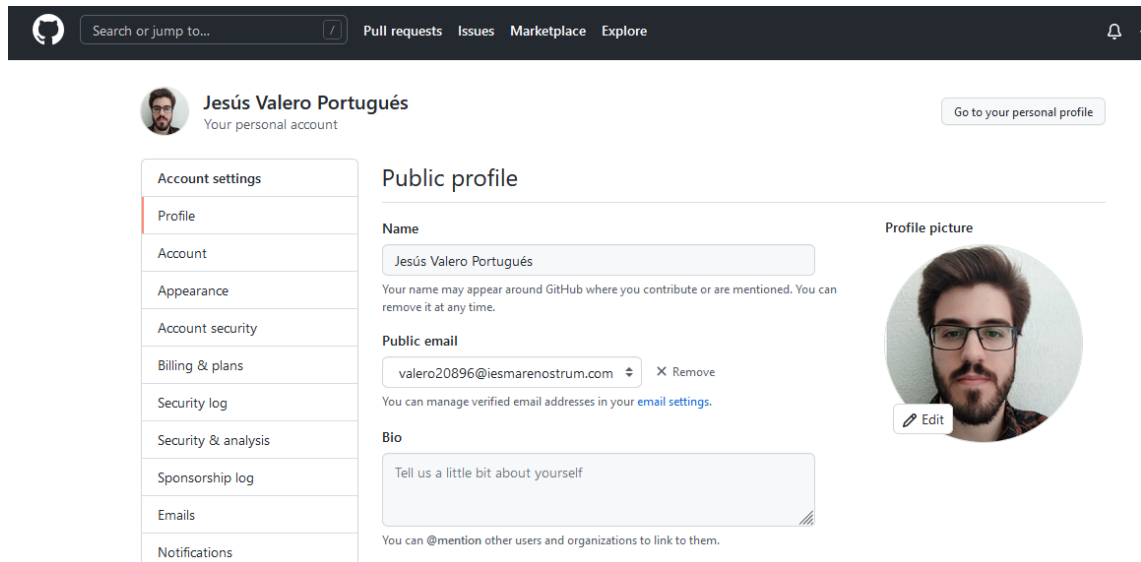 Search or jump to... /
Pull requests Issues Marketplace Explore
Jesús Valero Portugués
Your personal account
Go to your personal profile
Account settings
Profile
Account
Appearance
Account security
Billing & plans
Security log
Security & analysis
Sponsorship log
Emails
Notifications
Public profile
Name
Jesús Valero Portugués
Your name may appear around GitHub where you contribute or are mentioned. You can
remove it at any time.
Public email
valero20896@iesmarenostrum.com
Remove
You can manage verified email addresses in your email settings.
Bio
Tell us a little bit about yourself
You can @mention other users and organizations to link to them.
Profile picture
Edit